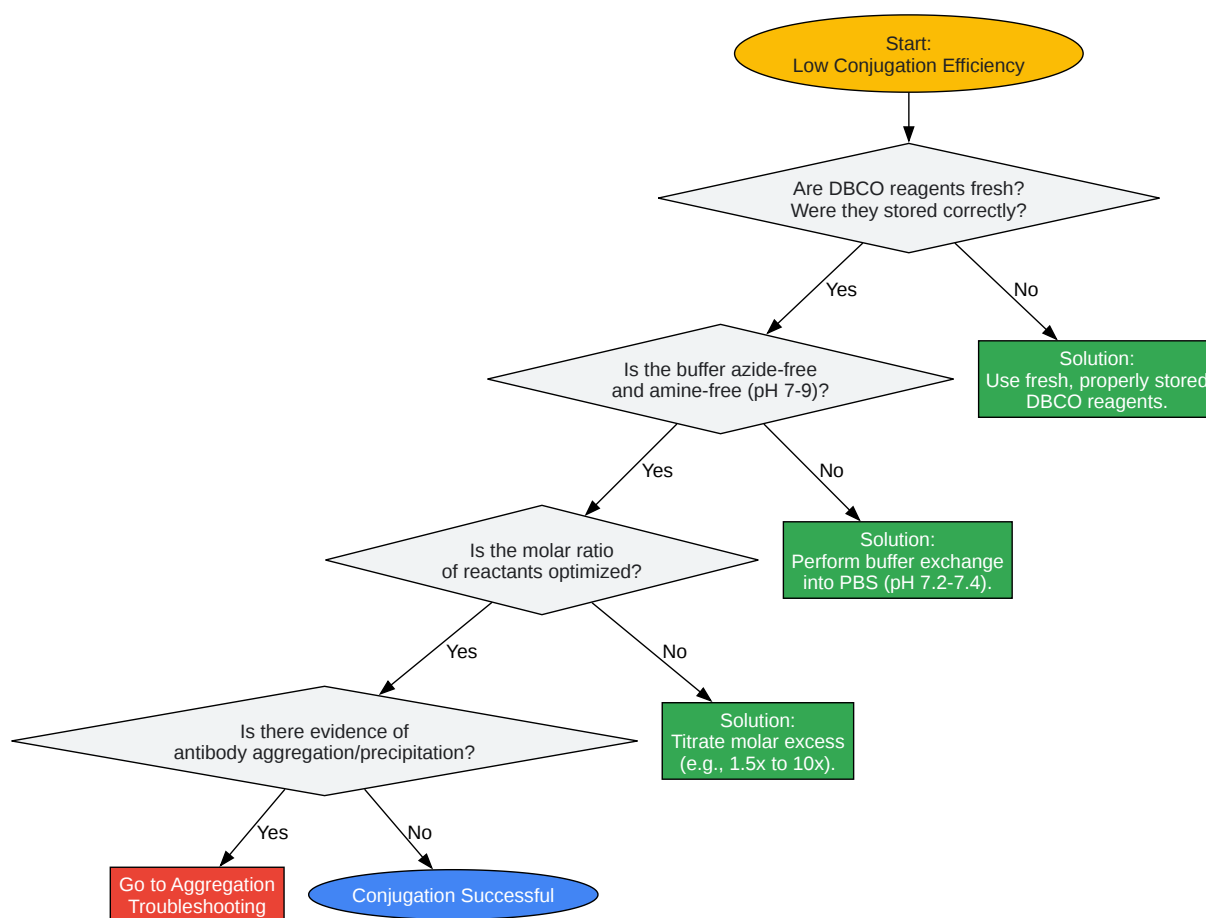 Start:
Low Conjugation Efficiency
Are DBCO reagents fresh?
Were they stored correctly?
Yes
No
Is the buffer azide-free
and amine-free (pH 7-9)?
Solution:
Use fresh, properly stored
DBCO reagents.
Yes
No
Is the molar ratio
of reactants optimized?
Solution:
Perform buffer exchange
into PBS (pH 7.2-7.4).
Yes
No
Is there evidence of
antibody aggregation/precipitation?
Solution:
Titrate molar excess
(e.g., 1.5x to 10x).
Yes
No
Go to Aggregation
Troubleshooting
Conjugation Successful